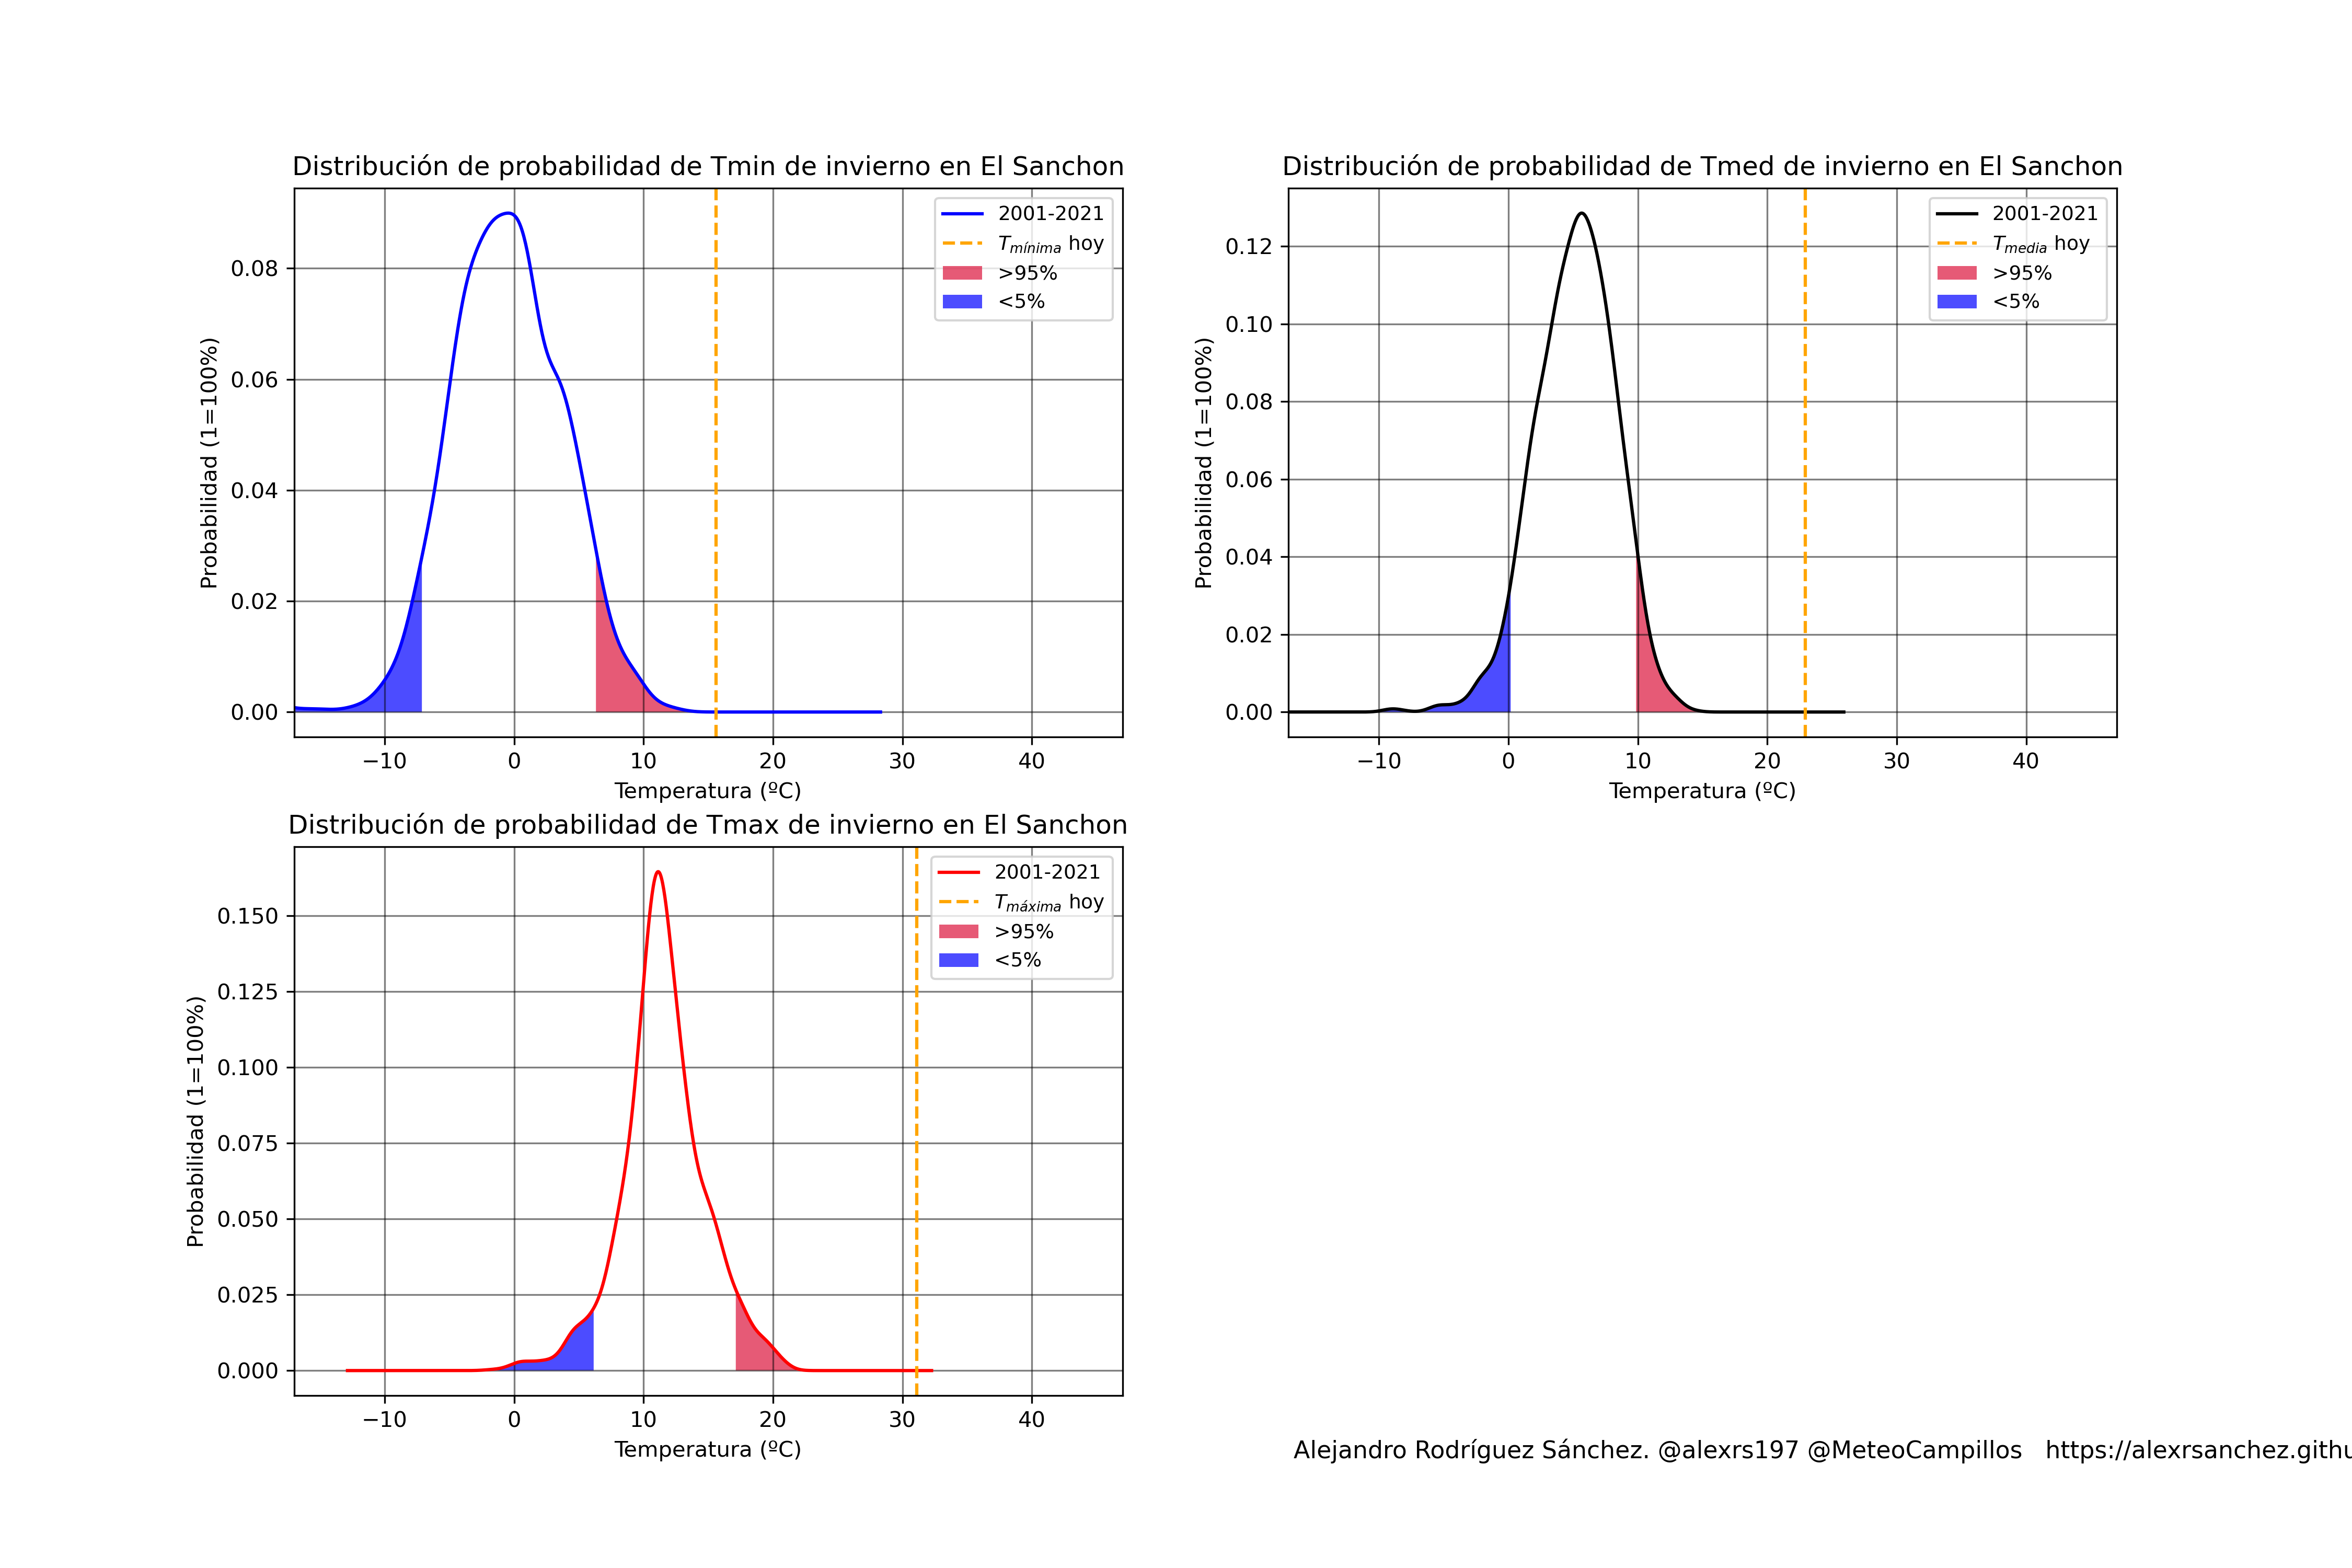 Distribución de probabilidad de Tmin de invierno en El Sanchon
Probabilidad (1=100%)
0.08
0.06
0.04
0.02
0.00
2001-2021
Tmínima hoy
>95%
<5%
−10 0 10 20 30 40
Temperatura (ºC)
Distribución de probabilidad de Tmed de invierno en El Sanchon
Probabilidad (1=100%)
0.12
0.10
0.08
0.06
0.04
0.02
0.00
2001-2021
Tmedia hoy
>95%
<5%
−10 0 10 20 30 40
Temperatura (ºC)
Distribución de probabilidad de Tmax de invierno en El Sanchon
Probabilidad (1=100%)
0.150
0.125
0.100
0.075
0.050
0.025
0.000
2001-2021
Tmáxima hoy
>95%
<5%
−10 0 10 20 30 40
Temperatura (ºC)
Alejandro Rodríguez Sánchez. @alexrs197 @MeteoCampillos https://alexrsanchez.githu